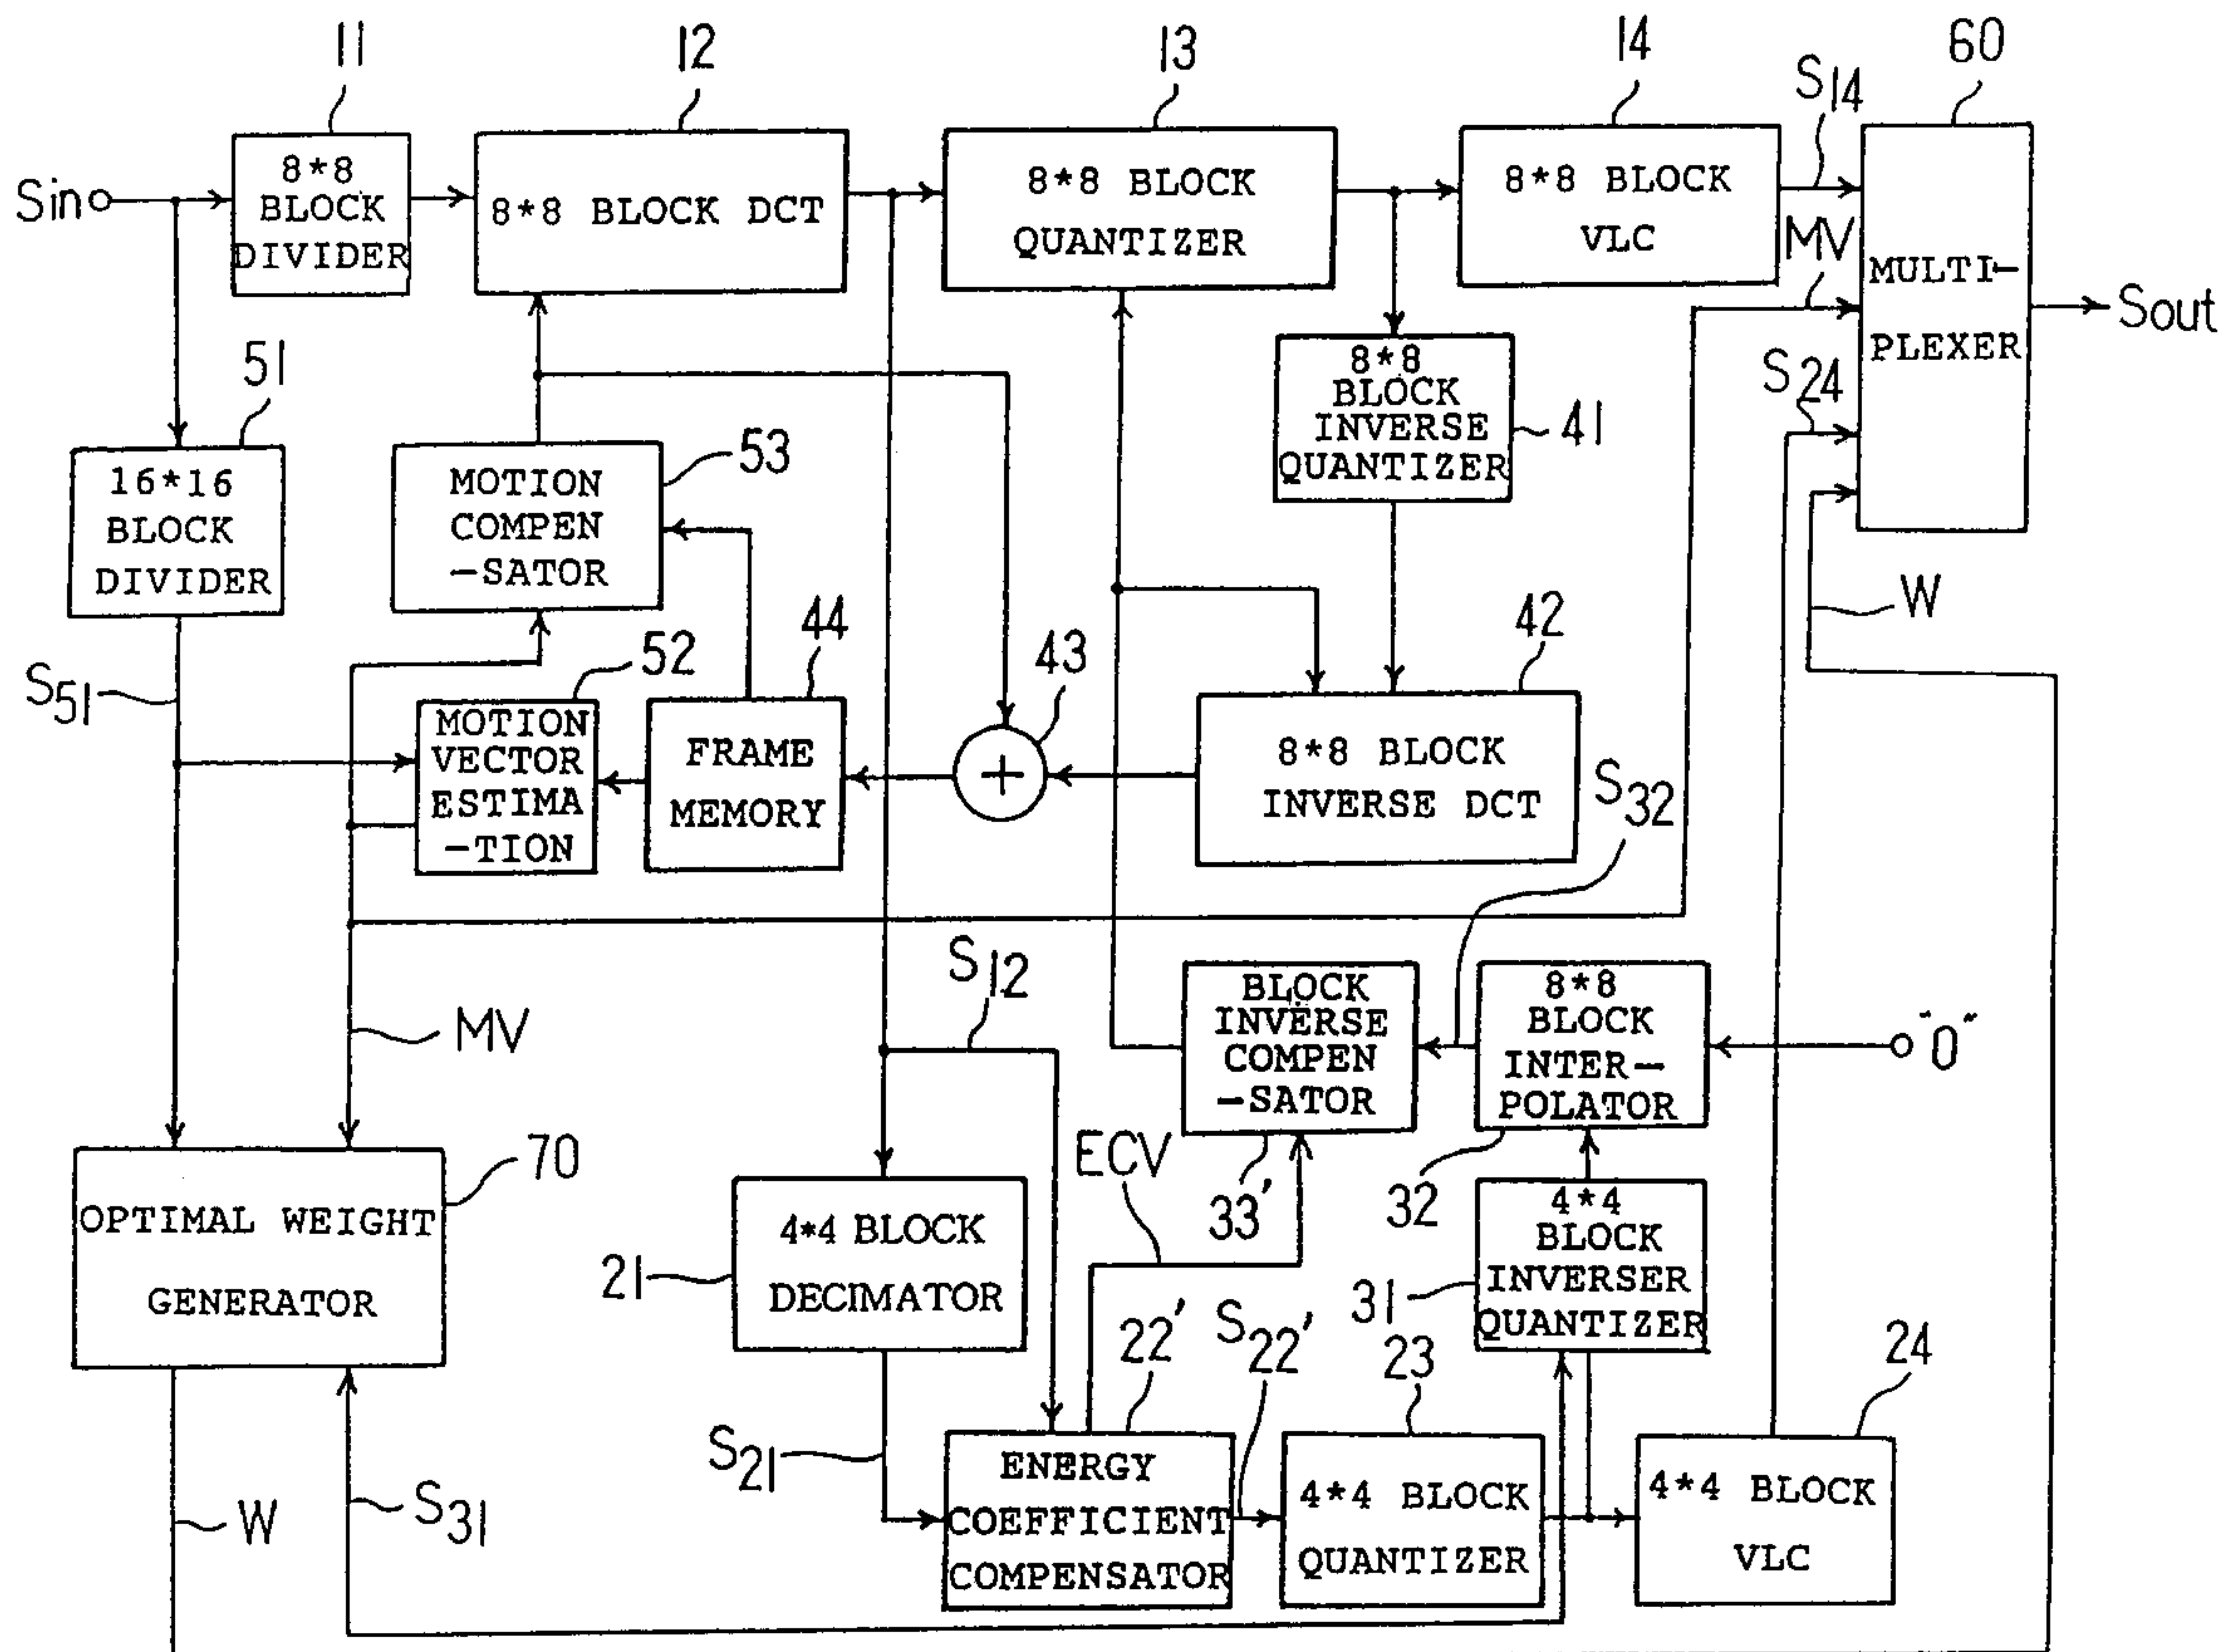 11
12
13
14
60
S14
Sin
8*8
BLOCK
DIVIDER
8*8 BLOCK DCT
8*8 BLOCK
QUANTIZER
8*8 BLOCK
VLC
MV
MULTI-
PLEXER
Sout
51
16*16
BLOCK
DIVIDER
53
MOTION
COMPEN
-SATOR
8*8
BLOCK
INVERSE
QUANTIZER
41
S24
W
S51
52
44
43
42
MOTION
VECTOR
ESTIMA
-TION
FRAME
MEMORY
+
8*8 BLOCK
INVERSE DCT
S32
S12
MV
BLOCK
INVERSE
COMPEN
-SATOR
8*8
BLOCK
INTER-
POLATOR
"0"
70
OPTIMAL WEIGHT
GENERATOR
21
4*4 BLOCK
DECIMATOR
ECV
33'
32
4*4
BLOCK
INVERSER
QUANTIZER
31
22'
S22'
23
24
S21
ENERGY
COEFFICIENT
COMPENSATOR
4*4 BLOCK
QUANTIZER
4*4 BLOCK
VLC
W
S31